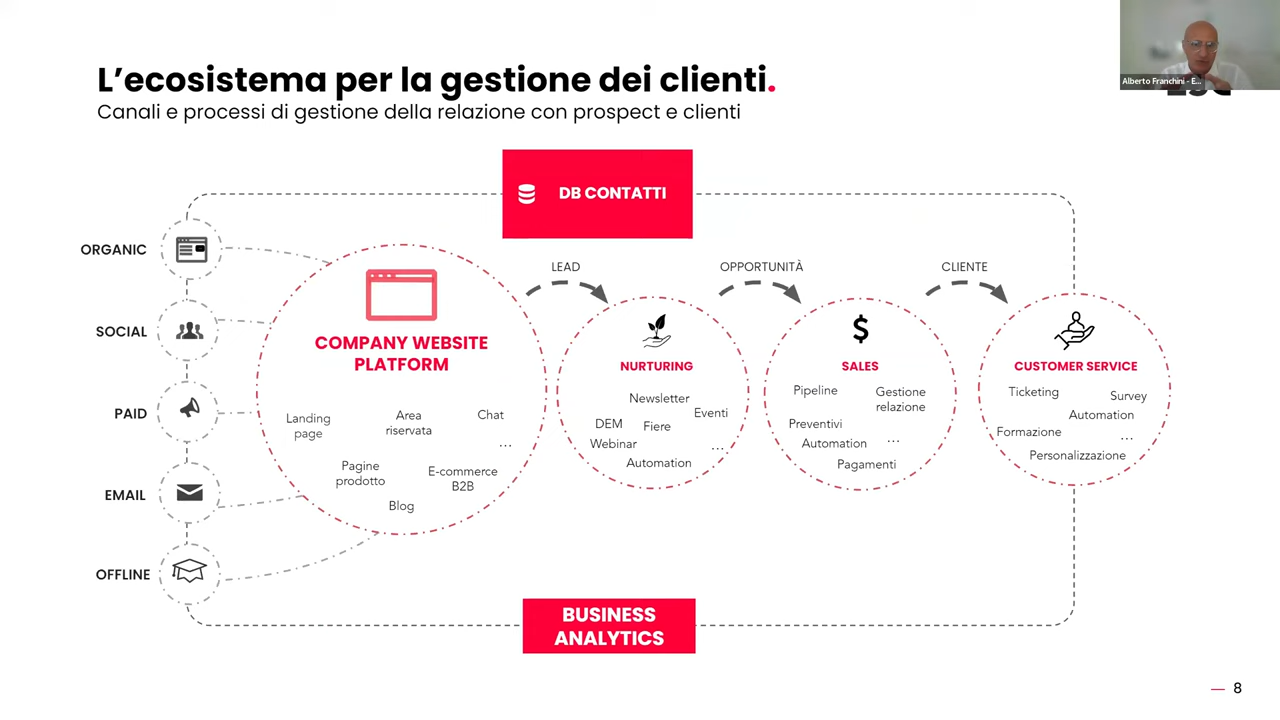 L'ecosistema per la gestione dei clienti.
Canali e processi di gestione della relazione con prospect e clienti
Alberto Franchini - E...
DB CONTATTI
ORGANIC
SOCIAL
PAID
EMAIL
OFFLINE
COMPANY WEBSITE
PLATFORM
Landing
page
Area
riservata
Chat
...
Pagine
prodotto
E-commerce
B2B
Blog
LEAD
NURTURING
Newsletter
Eventi
DEM
Fiere
Webinar
...
Automation
OPPORTUNITÀ
SALES
Pipeline
Gestione
relazione
Preventivi
Automation
...
Pagamenti
CLIENTE
CUSTOMER SERVICE
Ticketing
Survey
Automation
Formazione
...
Personalizzazione
BUSINESS
ANALYTICS
8